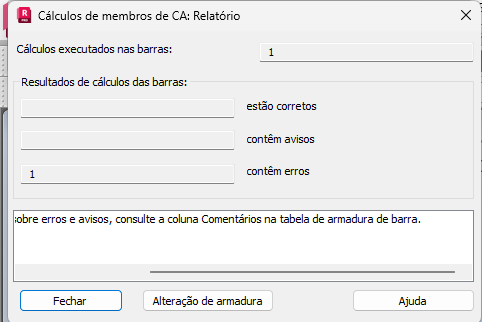 Cálculos de membros de CA: Relatório
Cálculos executados nas barras:
1
Resultados de cálculos das barras:
estão corretos
contêm avisos
1
contêm erros
sobre erros e avisos, consulte a coluna Comentários na tabela de armadura de barra.
Fechar
Alteração de armadura
Ajuda